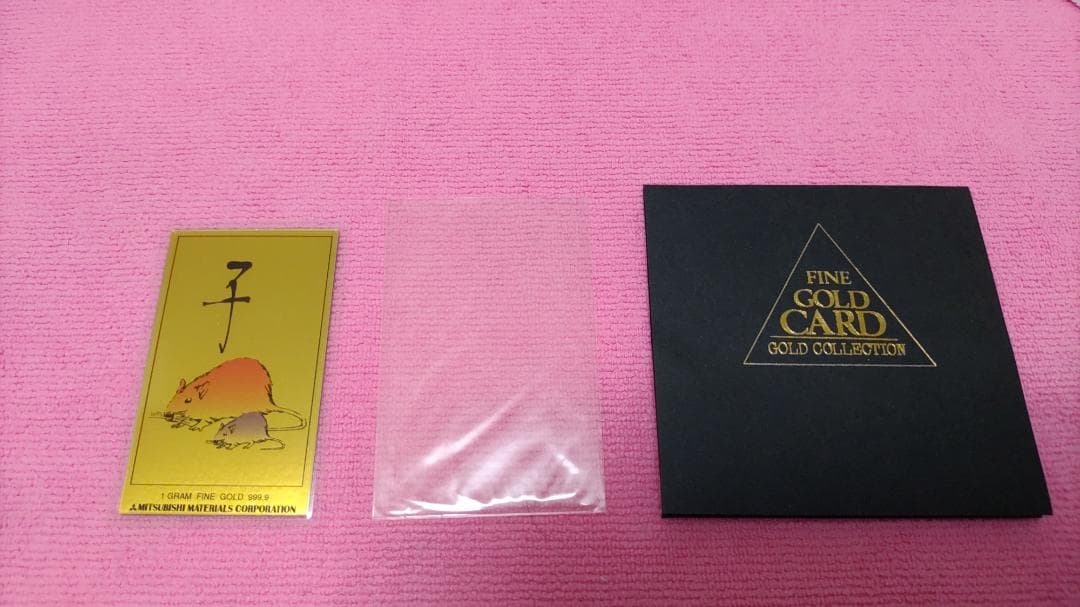 子
1 GRAM FINE GOLD 999.9
MITSUBISHI MATERIALS CORPORATION
FINE
GOLD
CARD
GOLD COLLECTION